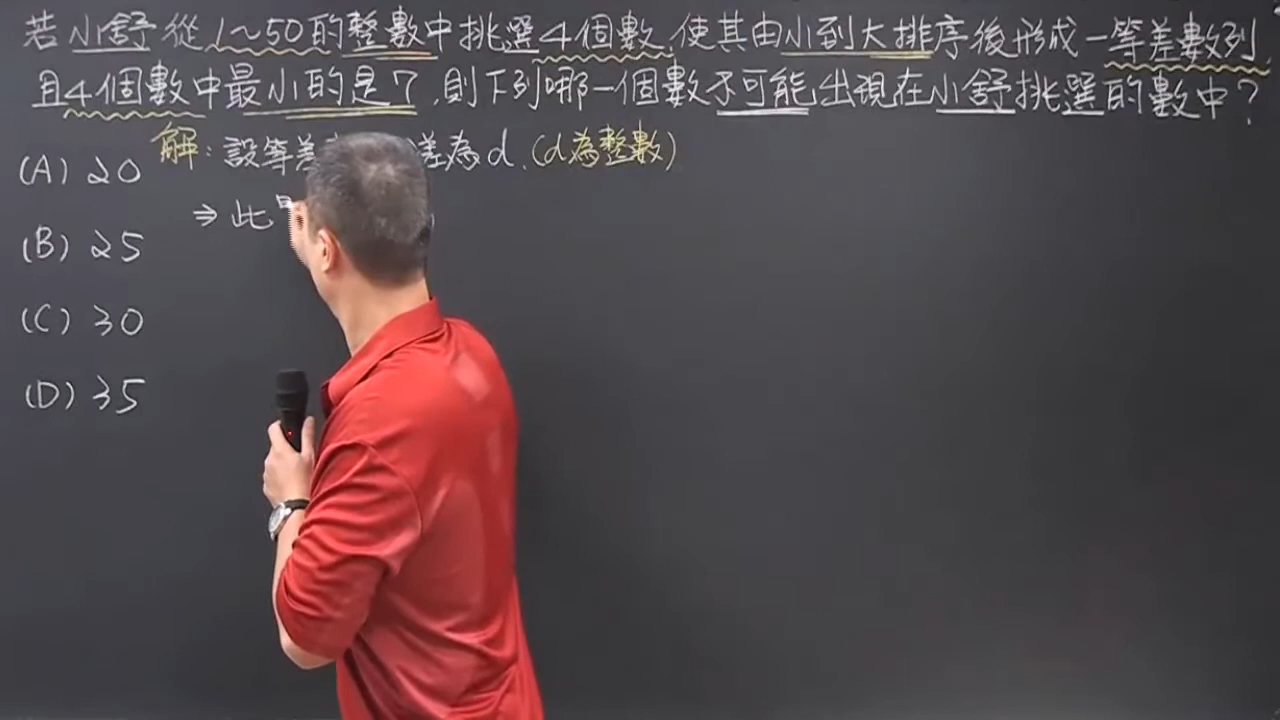 若小舒從1~50的整數中挑選4個數,使其由小到大排序後形成一等差數列,
且4個數中最小的是7,則下列哪一個數不可能出現在小舒挑選的數中?
解:設等差 差為d.(d為整數)
(A) 20
⇒此
(B) 25
(C) 30
(D) 35